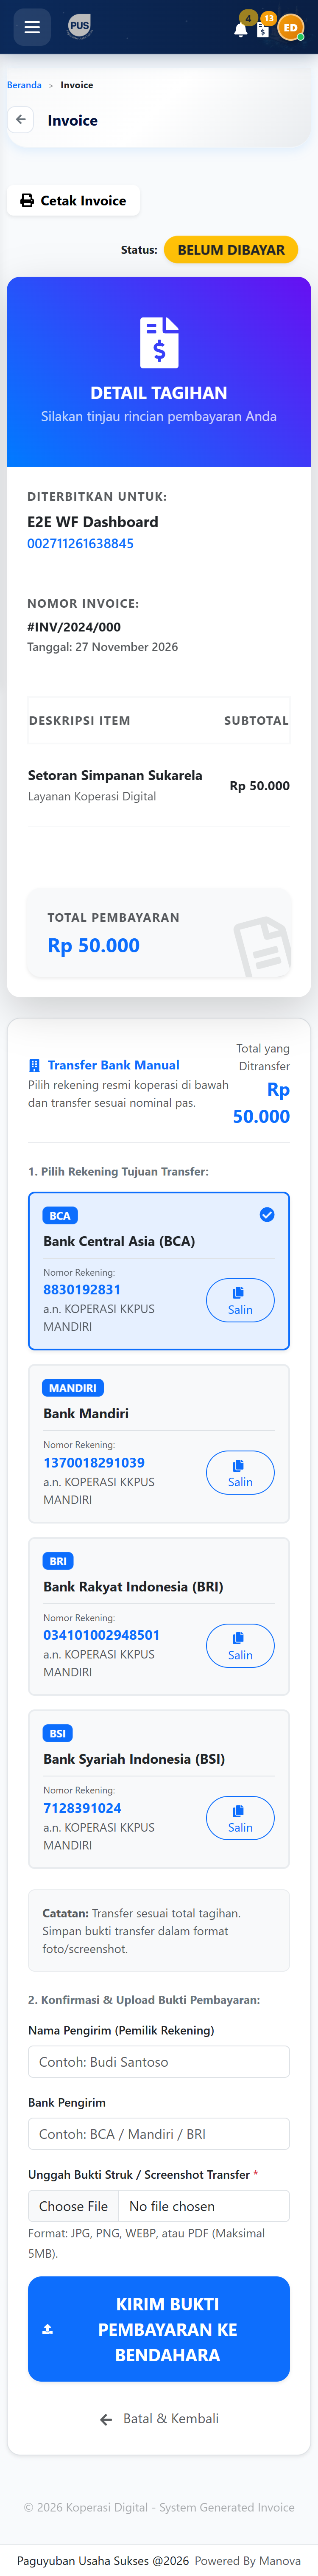 PUS
4
13
ED
Beranda > Invoice
Invoice
Cetak Invoice
Status: BELUM DIBAYAR
DETAIL TAGIHAN
Silakan tinjau rincian pembayaran Anda
DITERBITKAN UNTUK:
E2E WF Dashboard
002711261638845
NOMOR INVOICE:
#INV/2024/000
Tanggal: 27 November 2026
DESKRIPSI ITEM SUBTOTAL
Setoran Simpanan Sukarela
Layanan Koperasi Digital
Rp 50.000
TOTAL PEMBAYARAN
Rp 50.000
Transfer Bank Manual
Pilih rekening resmi koperasi di bawah
dan transfer sesuai nominal pas.
Total yang
Ditransfer
Rp
50.000
1. Pilih Rekening Tujuan Transfer:
BCA
Bank Central Asia (BCA)
Nomor Rekening:
8830192831
a.n. KOPERASI KKPUS
MANDIRI
Salin
MANDIRI
Bank Mandiri
Nomor Rekening:
1370018291039
a.n. KOPERASI KKPUS
MANDIRI
Salin
BRI
Bank Rakyat Indonesia (BRI)
Nomor Rekening:
034101002948501
a.n. KOPERASI KKPUS
MANDIRI
Salin
BSI
Bank Syariah Indonesia (BSI)
Nomor Rekening:
7128391024
a.n. KOPERASI KKPUS
MANDIRI
Salin
Catatan: Transfer sesuai total tagihan.
Simpan bukti transfer dalam format
foto/screenshot.
2. Konfirmasi & Upload Bukti Pembayaran:
Nama Pengirim (Pemilik Rekening)
Contoh: Budi Santoso
Bank Pengirim
Contoh: BCA / Mandiri / BRI
Unggah Bukti Struk / Screenshot Transfer *
Choose File No file chosen
Format: JPG, PNG, WEBP, atau PDF (Maksimal
5MB).
KIRIM BUKTI
PEMBAYARAN KE
BENDAHARA
Batal & Kembali
© 2026 Koperasi Digital - System Generated Invoice
Paguyuban Usaha Sukses @2026 Powered By Manova